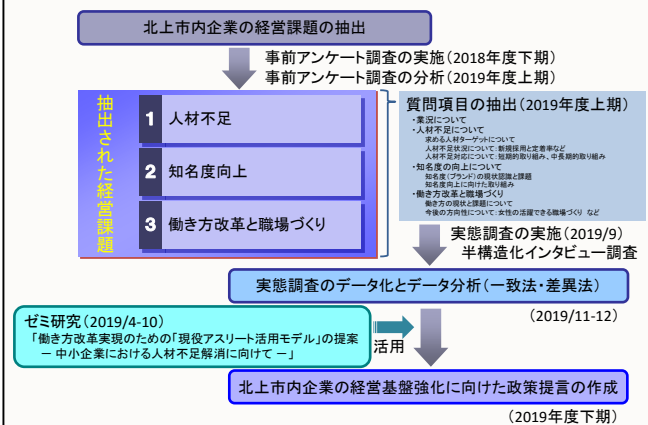 北上市内企業の経営課題の抽出
事前アンケート調査の実施(2018年度下期)
事前アンケート調査の分析(2019年度上期)
抽出された経営課題
1 人材不足
2 知名度向上
3 働き方改革と職場づくり
質問項目の抽出(2019年度上期)
・業況について
・人材不足について
求める人材ターゲットについて
人材不足状況について:新規採用と定着率など
人材不足対応について:短期的取り組み、中長期的取り組み
・知名度の向上について
知名度(ブランド)の現状認識と課題
知名度向上に向けた取り組み
・働き方改革と職場づくり
働き方の現状と課題について
今後の方向性について:女性の活躍できる職場づくり など
実態調査の実施(2019/9)
半構造化インタビュー調査
実態調査のデータ化とデータ分析(一致法・差異法)
(2019/11-12)
ゼミ研究(2019/4-10)
「働き方改革実現のための「現役アスリート活用モデル」の提案
－ 中小企業における人材不足解消に向けて －」
活用
北上市内企業の経営基盤強化に向けた政策提言の作成
(2019年度下期)